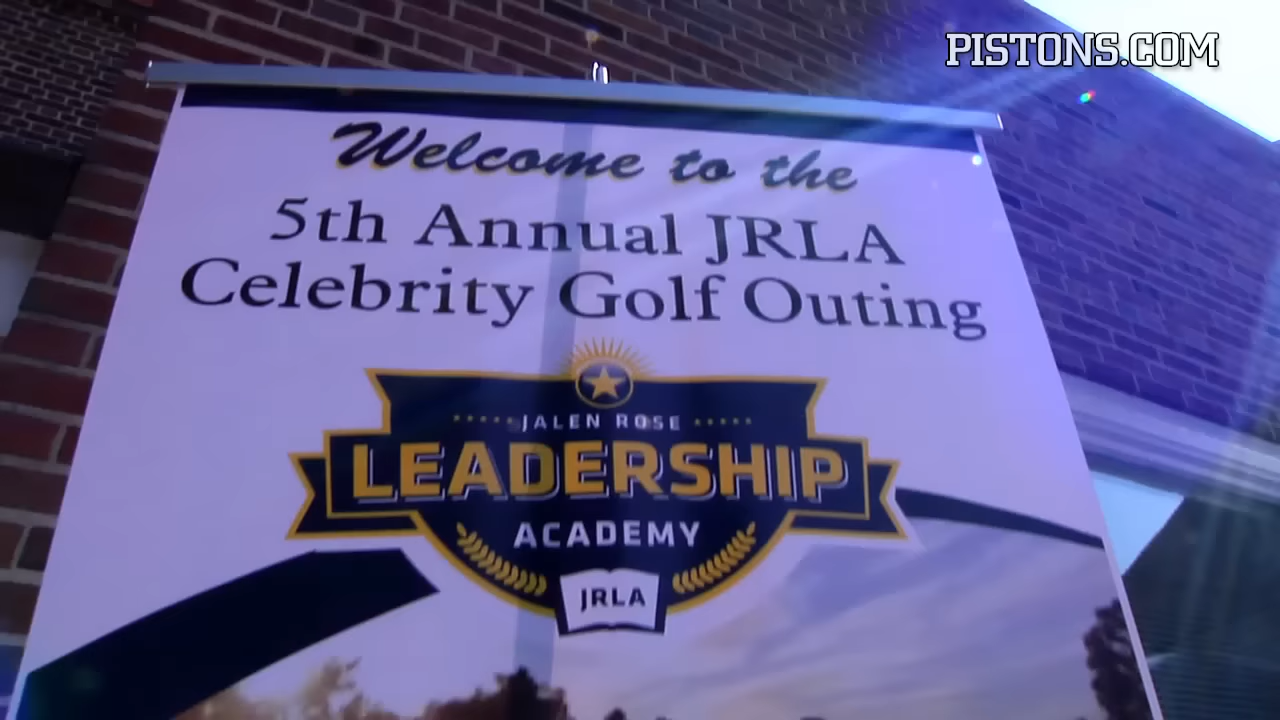 PISTONS.COM
Welcome to the
5th Annual JRLA
Celebrity Golf Outing
JALEN ROSE
LEADERSHIP
ACADEMY
JRLA